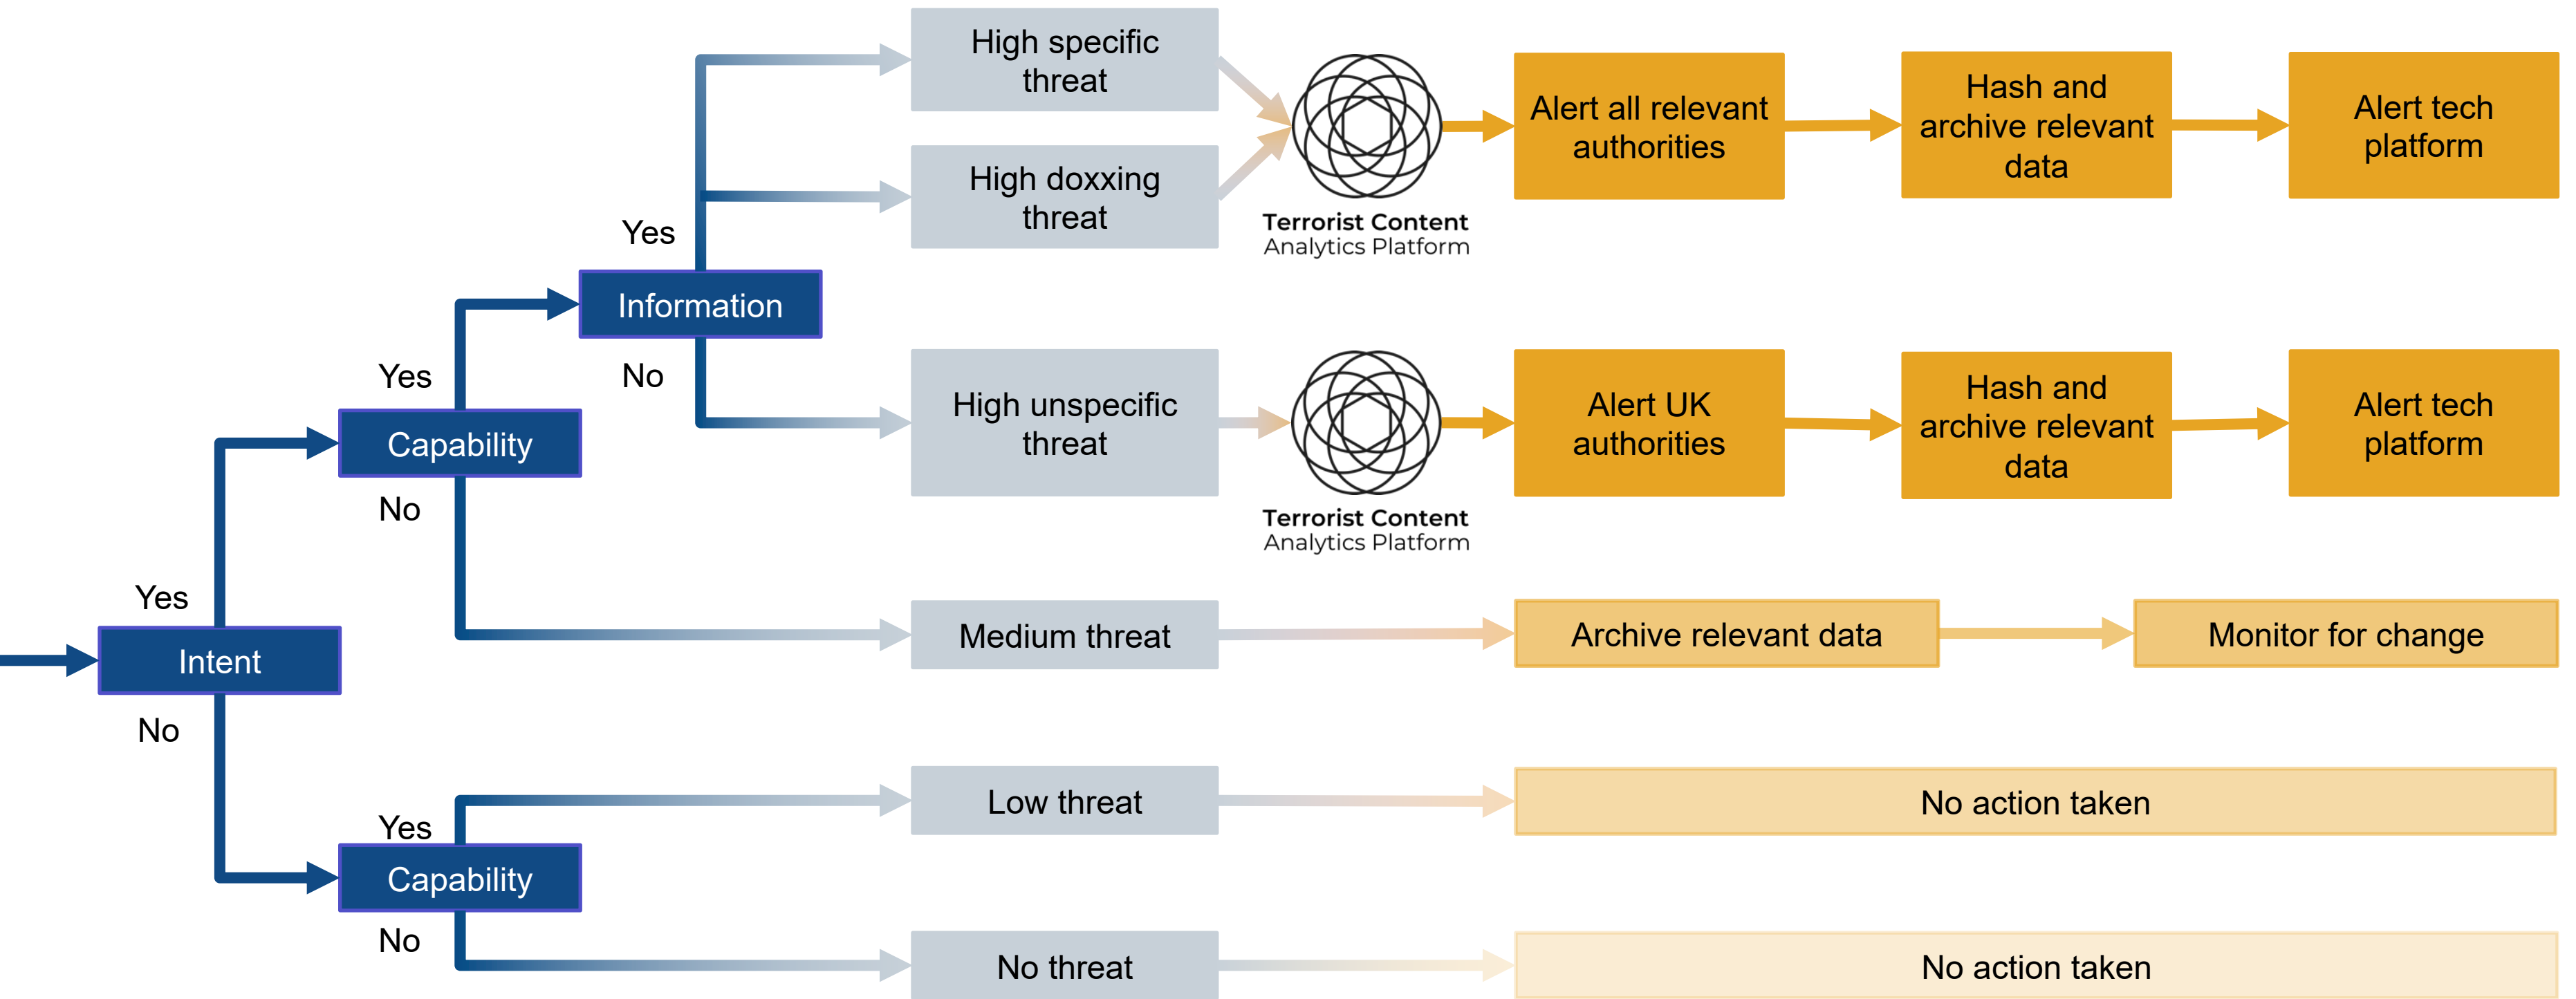 High specific
threat
Alert all relevant
authorities
Hash and
archive relevant
data
Alert tech
platform
High doxxing
threat
Terrorist Content
Analytics Platform
Yes
Information
No
Yes
Capability
No
High unspecific
threat
Alert UK
authorities
Hash and
archive relevant
data
Alert tech
platform
Terrorist Content
Analytics Platform
Yes
Intent
No
Medium threat
Archive relevant data
Monitor for change
Yes
Capability
No
Low threat
No action taken
No threat
No action taken